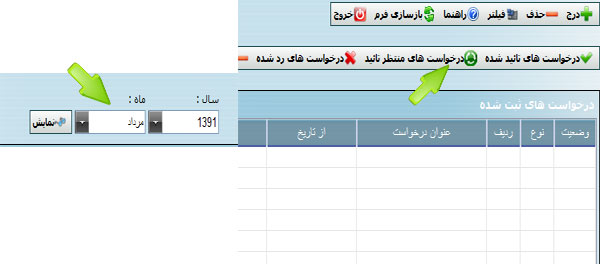 درج حذف فیلتر راهنما بازسازی فرم خروج
درخواست های تائید شده درخواست های منتظر تائید درخواست های رد شده
درخواست های ثبت شده
وضعیت نوع ردیف عنوان درخواست از تاریخ
سال : ماه :
1391 مرداد نمایش